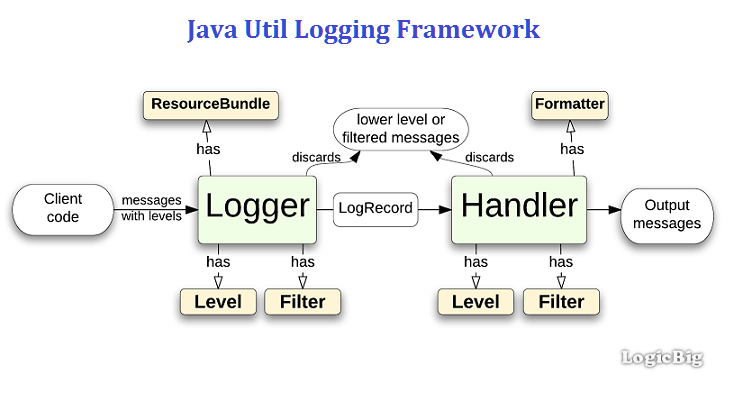 Java Util Logging Framework
ResourceBundle
Formatter
lower level or
filtered messages
has
has
discards
discards
Client
code
messages
with levels
Logger
LogRecord
Handler
Output
messages
has
has
has
has
Level
Filter
Level
Filter
LogicBig